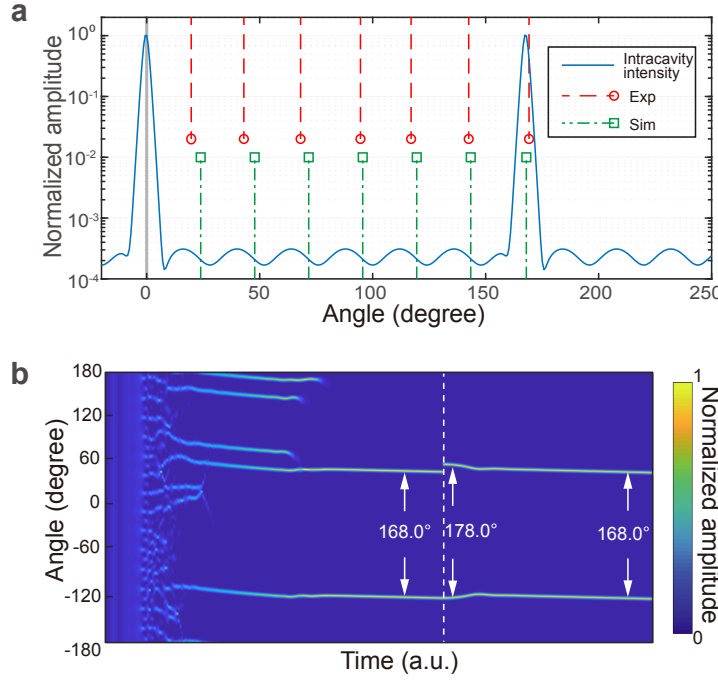 a
Normalized amplitude
10^0
10^-1
10^-2
10^-3
10^-4
0
50
100
150
200
250
Angle (degree)
Intracavity
intensity
Exp
Sim
b
Angle (degree)
180
120
60
0
-60
-120
-180
168.0°
178.0°
168.0°
Time (a.u.)
1
0
Normalized amplitude